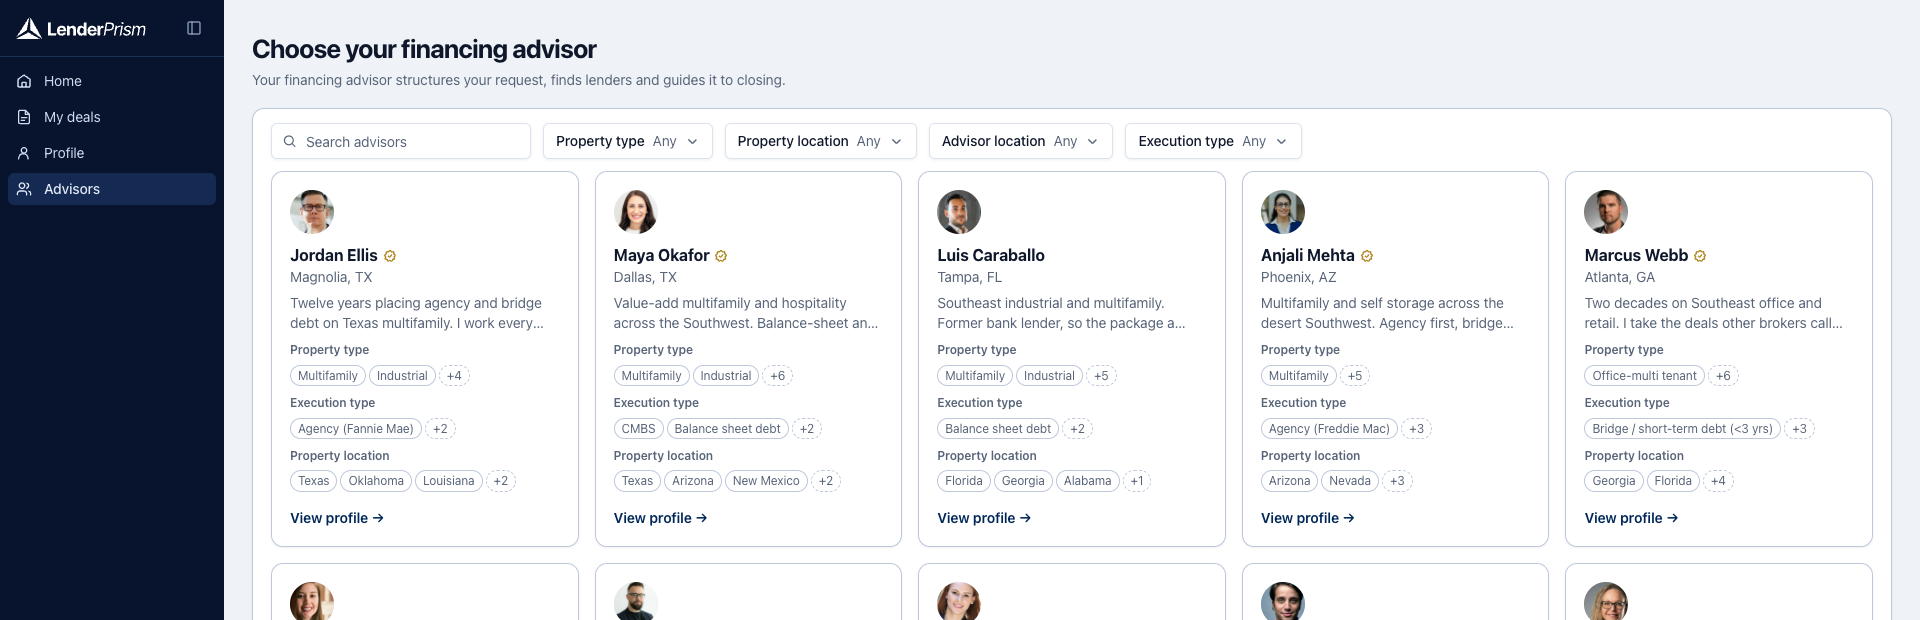 LenderPrism
Home
My deals
Profile
Advisors
Choose your financing advisor
Your financing advisor structures your request, finds lenders and guides it to closing.
Search advisors
Property type Any
Property location Any
Advisor location Any
Execution type Any
Jordan Ellis
Magnolia, TX
Twelve years placing agency and bridge
debt on Texas multifamily. I work every...
Property type
Multifamily Industrial +4
Execution type
Agency (Fannie Mae) +2
Property location
Texas Oklahoma Louisiana +2
View profile →
Maya Okafor
Dallas, TX
Value-add multifamily and hospitality
across the Southwest. Balance-sheet an...
Property type
Multifamily Industrial +6
Execution type
CMBS Balance sheet debt +2
Property location
Texas Arizona New Mexico +2
View profile →
Luis Caraballo
Tampa, FL
Southeast industrial and multifamily.
Former bank lender, so the package a...
Property type
Multifamily Industrial +5
Execution type
Balance sheet debt +2
Property location
Florida Georgia Alabama +1
View profile →
Anjali Mehta
Phoenix, AZ
Multifamily and self storage across the
desert Southwest. Agency first, bridge...
Property type
Multifamily +5
Execution type
Agency (Freddie Mac) +3
Property location
Arizona Nevada +3
View profile →
Marcus Webb
Atlanta, GA
Two decades on Southeast office and
retail. I take the deals other brokers call...
Property type
Office-multi tenant +6
Execution type
Bridge / short-term debt (<3 yrs) +3
Property location
Georgia Florida +4
View profile →